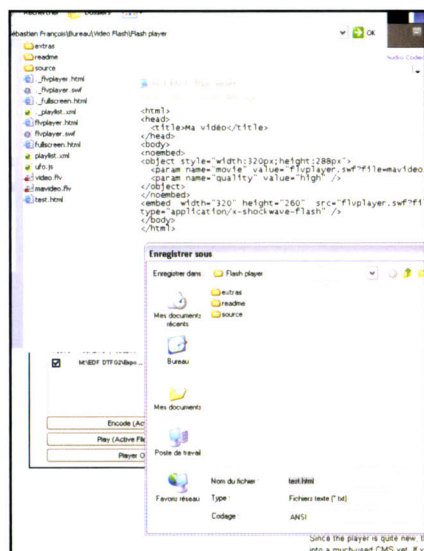 Rechercher Dossiers
ébastien François\Bureau\Video Flash\Flash player
OK
extras
readme
source
._flvplayer.html
._flvplayer.swf
._fullscreen.html
._playlist.xml
flvplayer.html
flvplayer.swf
fullscreen.html
playlist.xml
ufo.js
video.flv
mavideo.flv
test.html
<html>
<head>
<title>Ma vidéo</title>
</head>
<body>
<noembed>
<object style="width:320px;height:288px">
<param name="movie" value="flvplayer.swf?file=mavideo
<param name="quality" value="high" />
</object>
</noembed>
<embed width="320" height="260" src="flvplayer.swf?fil
type="application/x-shockwave-flash" />
</body>
</html>
Enregistrer sous
Enregistrer dans : Flash player
extras
readme
source
Mes documents récents
Bureau
Mes documents
Poste de travail
Favoris réseau
Nom du fichier : test.html
Type : Fichiers texte (*.txt)
Codage : ANSI
Encode (Ac
Play (Active File
Player O
Since the player is quite new, t
into a much-used CMS yet. If y